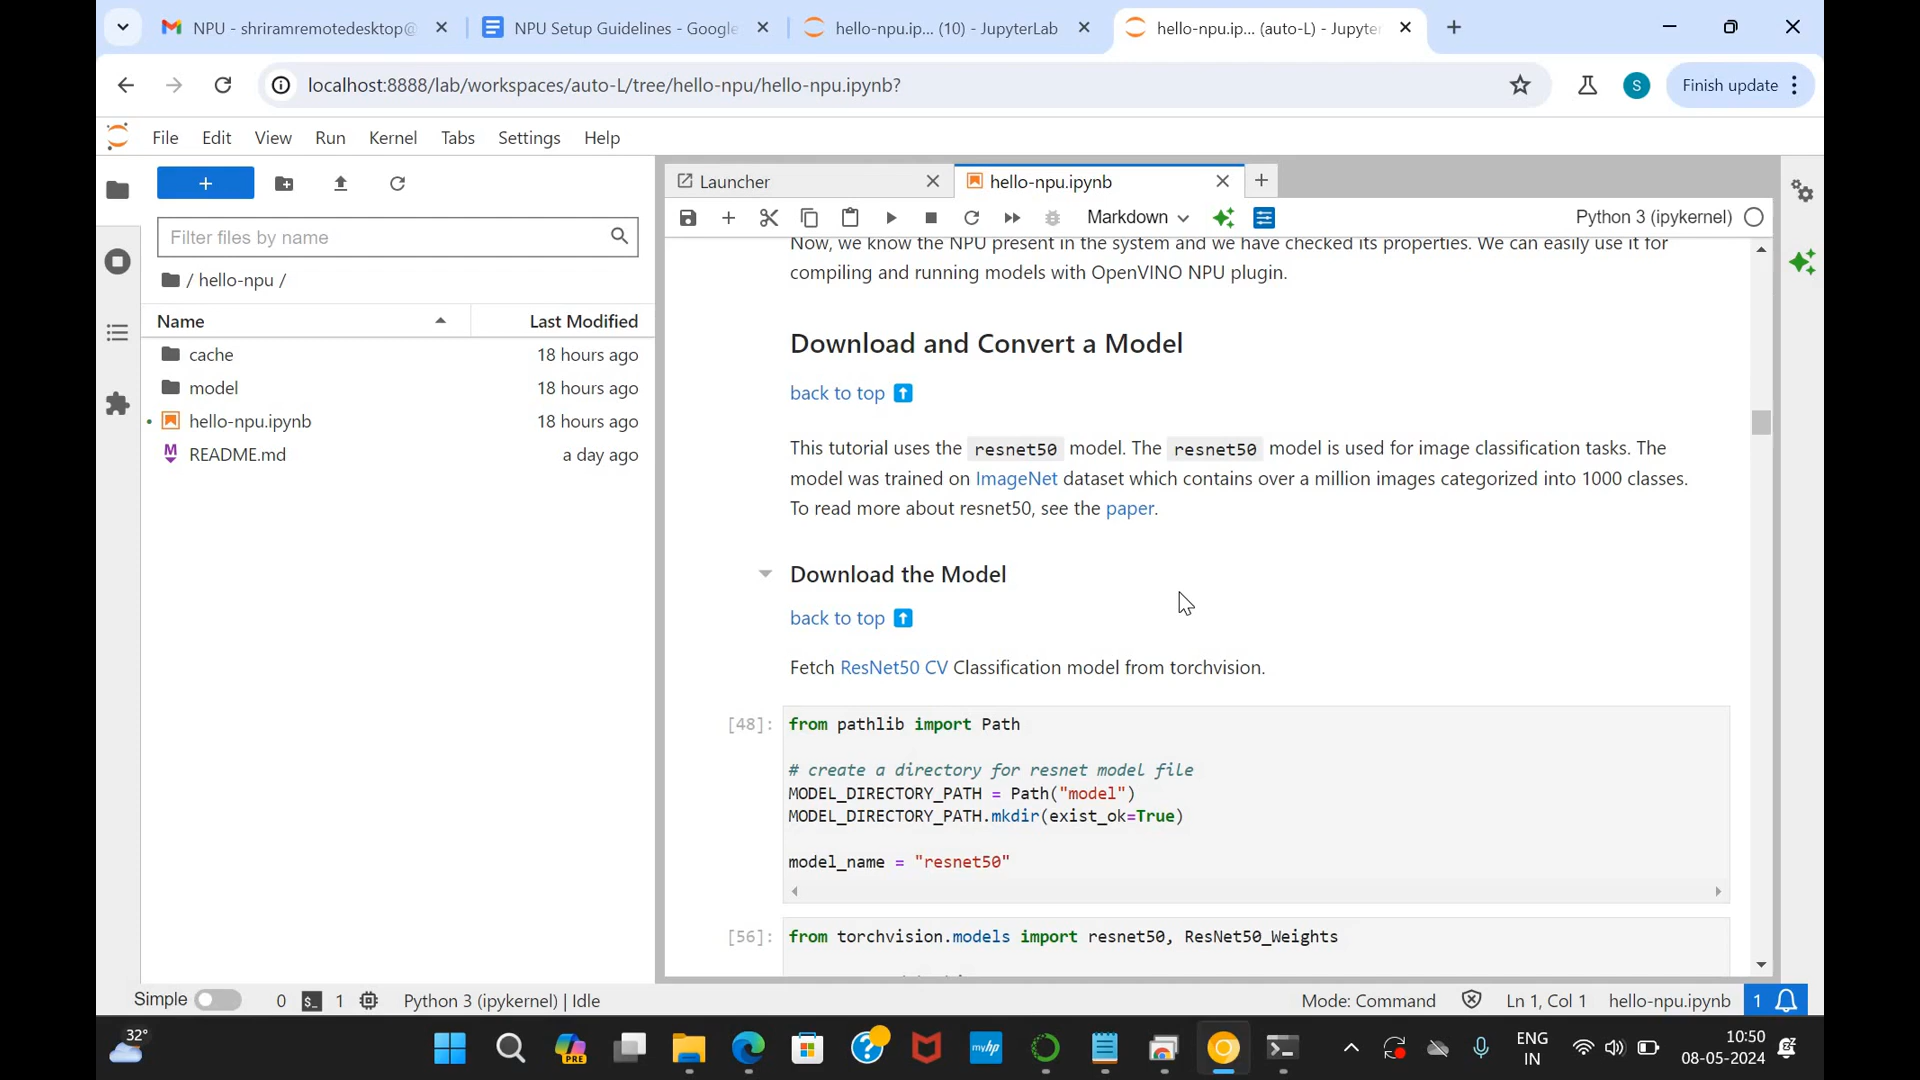 NPU - shriramremotedesktop@
NPU Setup Guidelines - Google
hello-npu.ip... (10) - JupyterLab
hello-npu.ip... (auto-L) - Jupyte
localhost:8888/lab/workspaces/auto-L/tree/hello-npu/hello-npu.ipynb?
S
Finish update
File Edit View Run Kernel Tabs Settings Help
Launcher
hello-npu.ipynb
Markdown
Python 3 (ipykernel)
Filter files by name
/ hello-npu /
Name Last Modified
cache 18 hours ago
model 18 hours ago
hello-npu.ipynb 18 hours ago
README.md a day ago
Now, we know the NPU present in the system and we have checked its properties. We can easily use it for
compiling and running models with OpenVINO NPU plugin.
Download and Convert a Model
back to top
This tutorial uses the resnet50 model. The resnet50 model is used for image classification tasks. The
model was trained on ImageNet dataset which contains over a million images categorized into 1000 classes.
To read more about resnet50, see the paper.
Download the Model
back to top
Fetch ResNet50 CV Classification model from torchvision.
[48]: from pathlib import Path
# create a directory for resnet model file
MODEL_DIRECTORY_PATH = Path("model")
MODEL_DIRECTORY_PATH.mkdir(exist_ok=True)
model_name = "resnet50"
[56]: from torchvision.models import resnet50, ResNet50_Weights
Simple 0 1 Python 3 (ipykernel) | Idle
Mode: Command Ln 1, Col 1 hello-npu.ipynb 1
32°
PRE
myhp
ENG
IN
10:50
08-05-2024